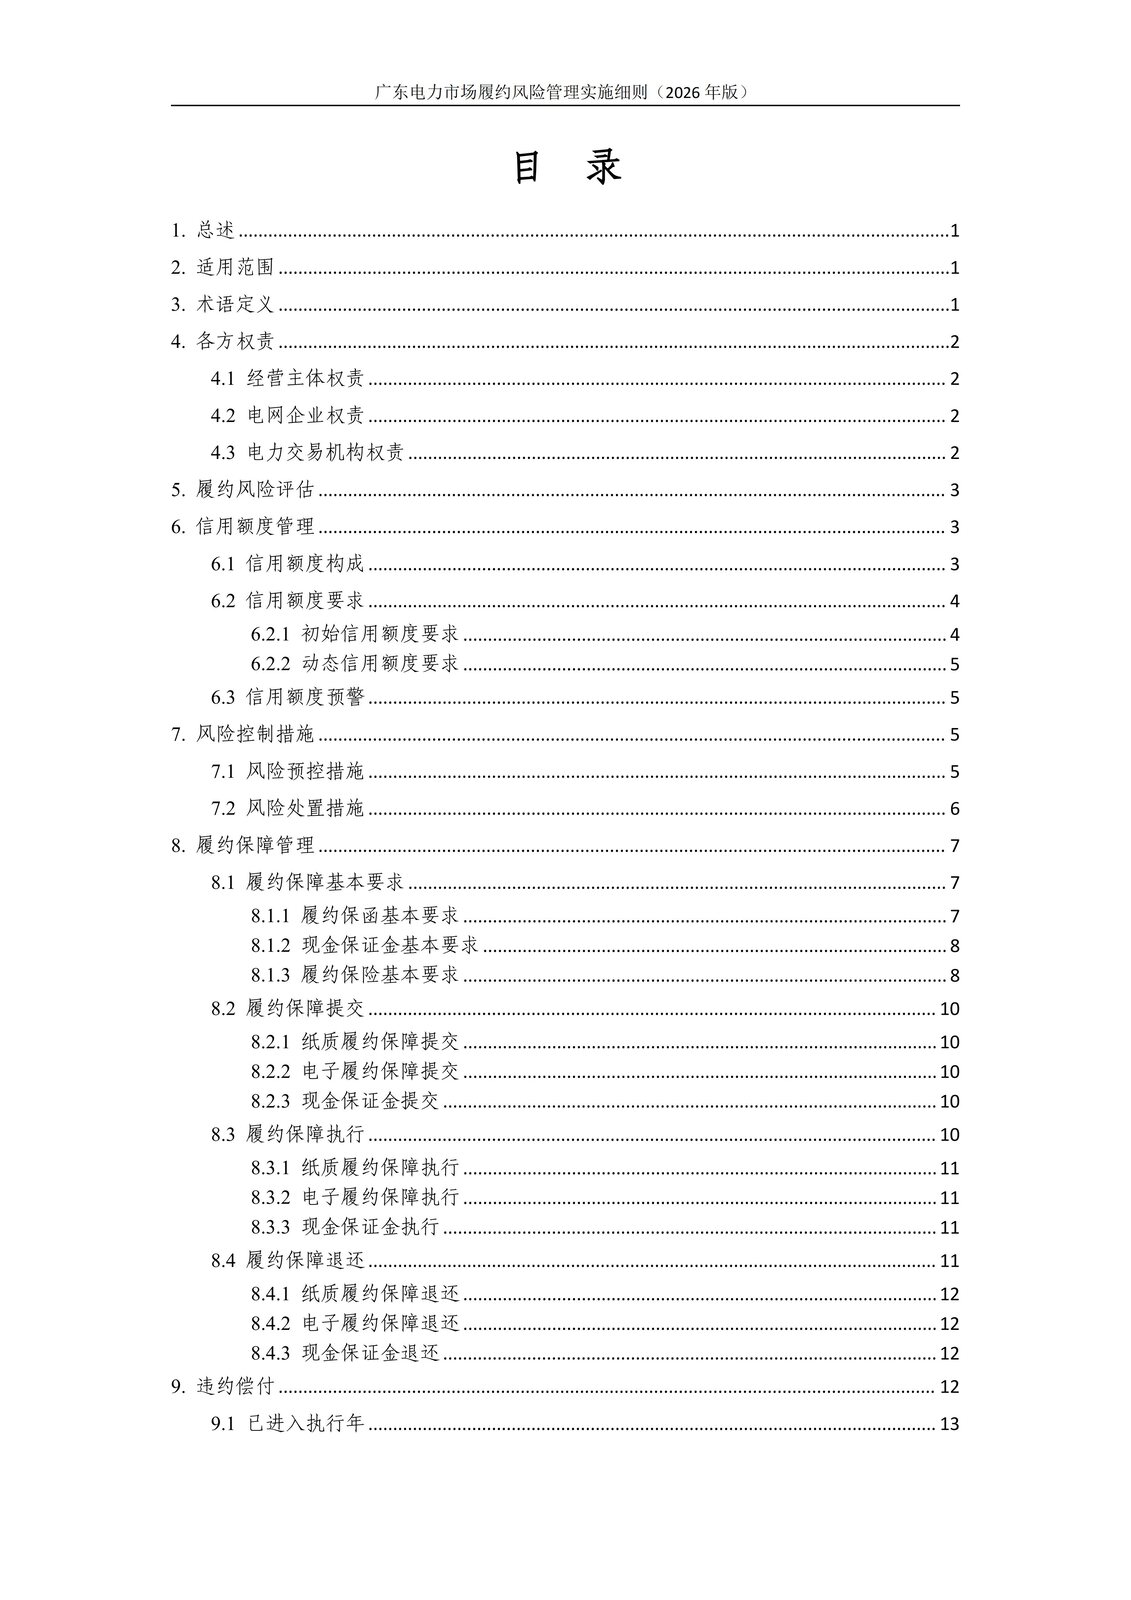 广东电力市场履约风险管理实施细则（2026 年版）
目 录
1. 总述 1
2. 适用范围 1
3. 术语定义 1
4. 各方权责 2
4.1 经营主体权责 2
4.2 电网企业权责 2
4.3 电力交易机构权责 2
5. 履约风险评估 3
6. 信用额度管理 3
6.1 信用额度构成 3
6.2 信用额度要求 4
6.2.1 初始信用额度要求 4
6.2.2 动态信用额度要求 5
6.3 信用额度预警 5
7. 风险控制措施 5
7.1 风险预控措施 5
7.2 风险处置措施 6
8. 履约保障管理 7
8.1 履约保障基本要求 7
8.1.1 履约保函基本要求 7
8.1.2 现金保证金基本要求 8
8.1.3 履约保险基本要求 8
8.2 履约保障提交 10
8.2.1 纸质履约保障提交 10
8.2.2 电子履约保障提交 10
8.2.3 现金保证金提交 10
8.3 履约保障执行 10
8.3.1 纸质履约保障执行 11
8.3.2 电子履约保障执行 11
8.3.3 现金保证金执行 11
8.4 履约保障退还 11
8.4.1 纸质履约保障退还 12
8.4.2 电子履约保障退还 12
8.4.3 现金保证金退还 12
9. 违约偿付 12
9.1 已进入执行年 13